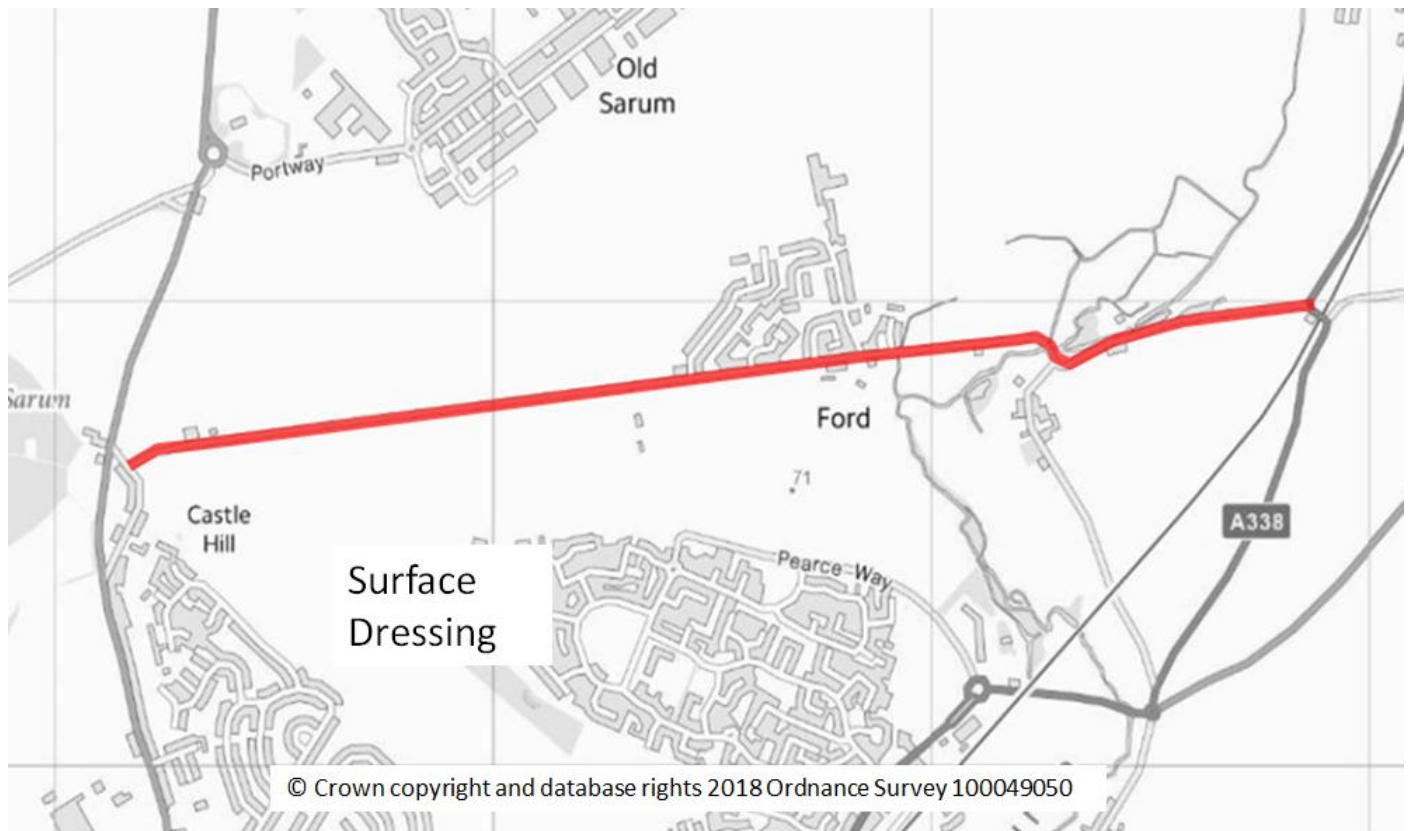 Old
Sarum
Portway
Sarum
Ford
71
A338
Castle
Hill
Pearce Way
Surface
Dressing
© Crown copyright and database rights 2018 Ordnance Survey 100049050